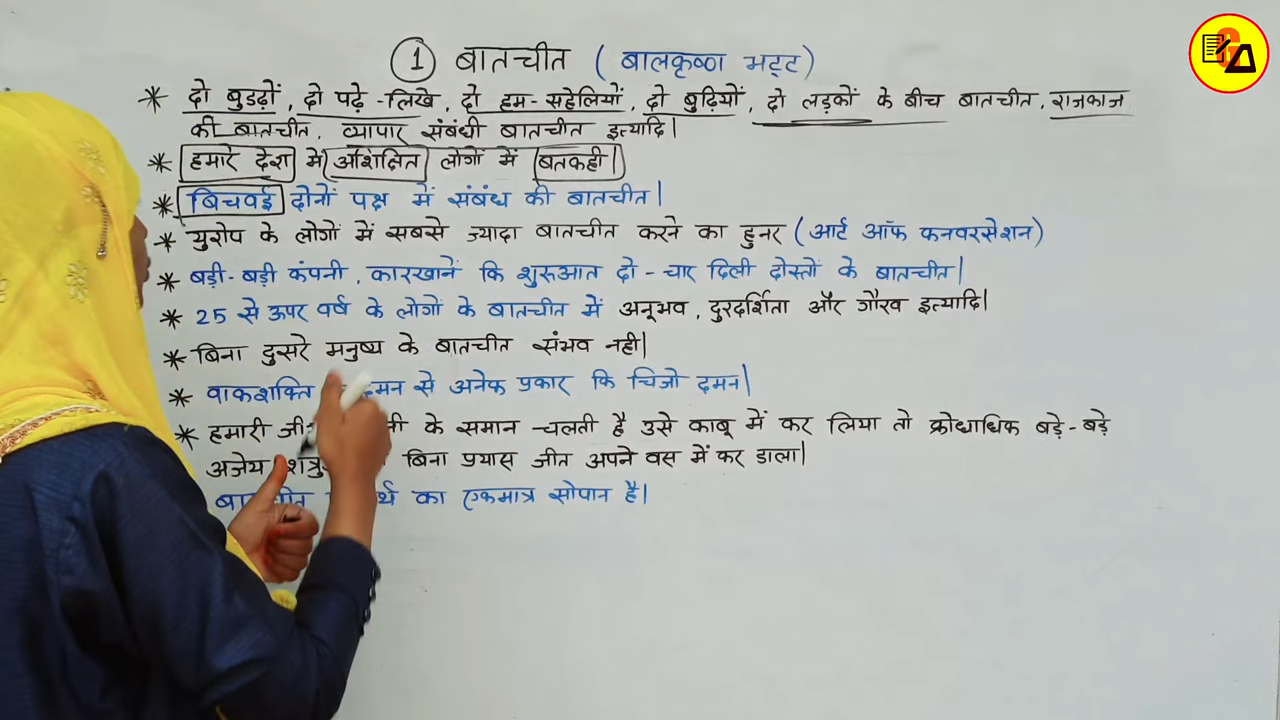 ① बातचीत ( बालकृष्ण भट्ट )
* दो बुडढ़ों , दो पढ़े - लिखे , दो हम - सहेलियों , दो बुढ़ियों , दो लड़कों के बीच बातचीत , राजकाज
की बातचीत , व्यापार संबंधी बातचीत इत्यादि|
* हमारे देश में अशिक्षित लोगों में बतकही|
* बिचवई दोनों पक्ष में संबंध की बातचीत|
* युरोप के लोगों में सबसे ज्यादा बातचीत करने का हुनर ( आर्ट ऑफ कनवरसेशन )
* बड़ी - बड़ी कंपनी , कारखानें कि शुरुआत दो - चार दिली दोस्तों के बातचीत|
* 25 से ऊपर वर्ष के लोगों के बातचीत में अनूभव , दुरदर्शिता और गौरव इत्यादि|
* बिना दुसरे मनुष्य के बातचीत संभव नही|
* वाकशक्ति दमन से अनेक प्रकार कि चिजो दमन|
* हमारी के समान चलती है उसे काबू में कर लिया तो क्रोधाधिक बड़े - बड़े
अजेय बिना प्रयास जीत अपने वस में कर डाला|
का एकमात्र सोपान है|